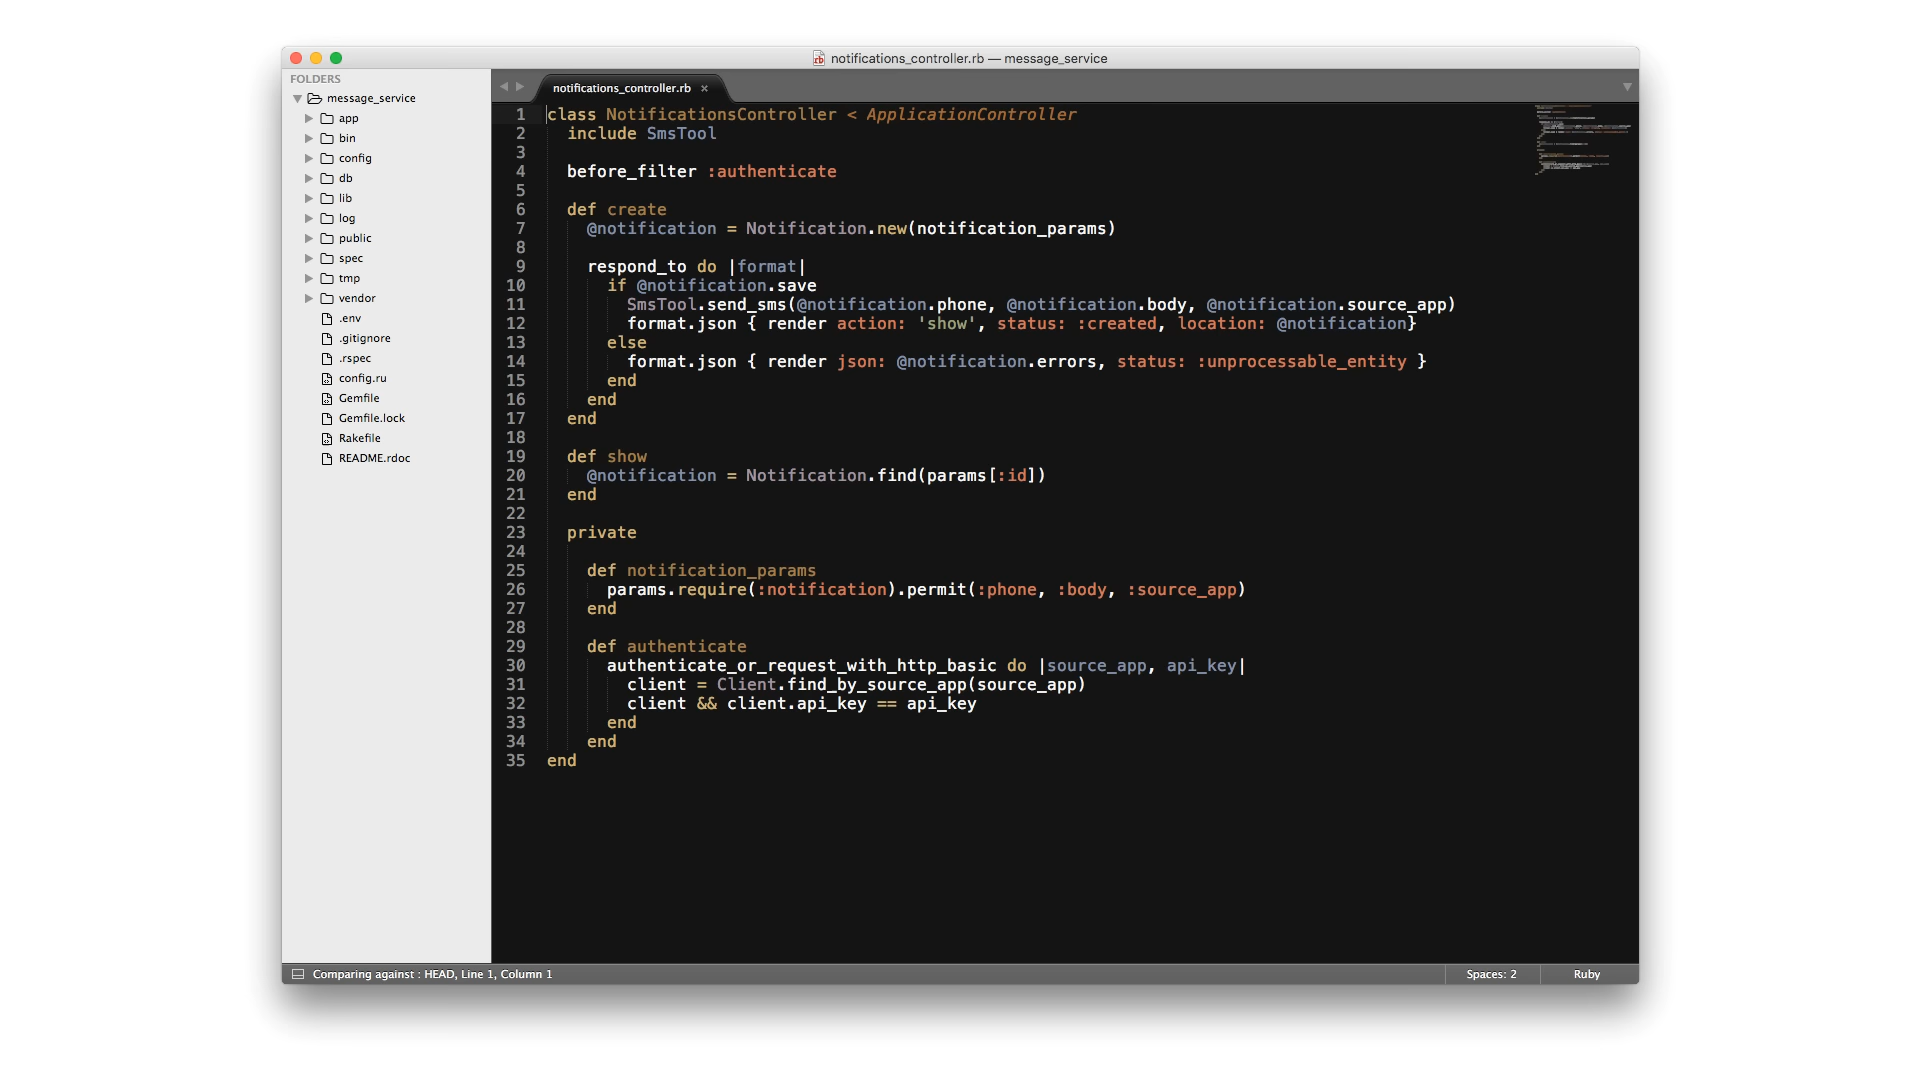 notifications_controller.rb — message_service
FOLDERS
message_service
app
bin
config
db
lib
log
public
spec
tmp
vendor
.env
.gitignore
.rspec
config.ru
Gemfile
Gemfile.lock
Rakefile
README.rdoc
notifications_controller.rb ×
1 class NotificationsController < ApplicationController
2   include SmsTool
3
4   before_filter :authenticate
5
6   def create
7     @notification = Notification.new(notification_params)
8
9     respond_to do |format|
10       if @notification.save
11         SmsTool.send_sms(@notification.phone, @notification.body, @notification.source_app)
12         format.json { render action: 'show', status: :created, location: @notification}
13       else
14         format.json { render json: @notification.errors, status: :unprocessable_entity }
15       end
16     end
17   end
18
19   def show
20     @notification = Notification.find(params[:id])
21   end
22
23   private
24
25     def notification_params
26       params.require(:notification).permit(:phone, :body, :source_app)
27     end
28
29     def authenticate
30       authenticate_or_request_with_http_basic do |source_app, api_key|
31         client = Client.find_by_source_app(source_app)
32         client && client.api_key == api_key
33       end
34     end
35 end
Comparing against : HEAD, Line 1, Column 1
Spaces: 2
Ruby